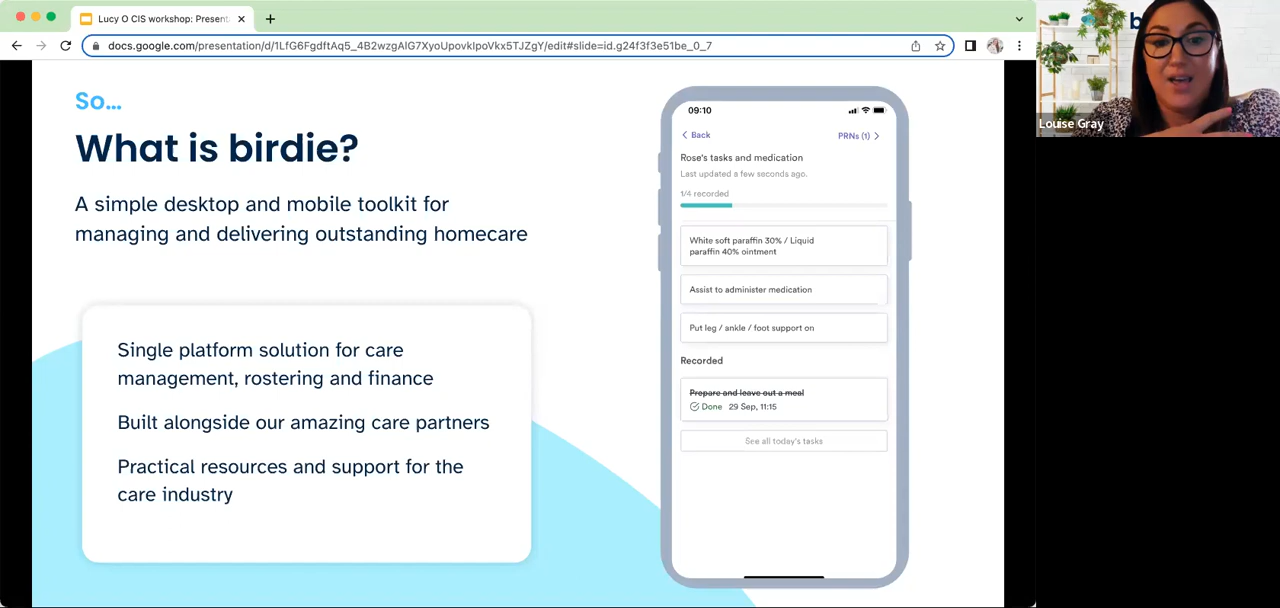 Lucy O CIS workshop: Present
docs.google.com/presentation/d/1LfG6FgdftAq5_4B2wzgAlG7XyoUpovkIpoVkx5TJZgY/edit#slide=id.g24f3f3e51be_0_7
b
Louise Gray
So...
What is birdie?
A simple desktop and mobile toolkit for
managing and delivering outstanding homecare
Single platform solution for care
management, rostering and finance
Built alongside our amazing care partners
Practical resources and support for the
care industry
09:10
Back
PRNs (1)
Rose's tasks and medication
Last updated a few seconds ago.
1/4 recorded
White soft paraffin 30% / Liquid
paraffin 40% ointment
Assist to administer medication
Put leg / ankle / foot support on
Recorded
Prepare and leave out a meal
Done 29 Sep, 11:15
See all today's tasks